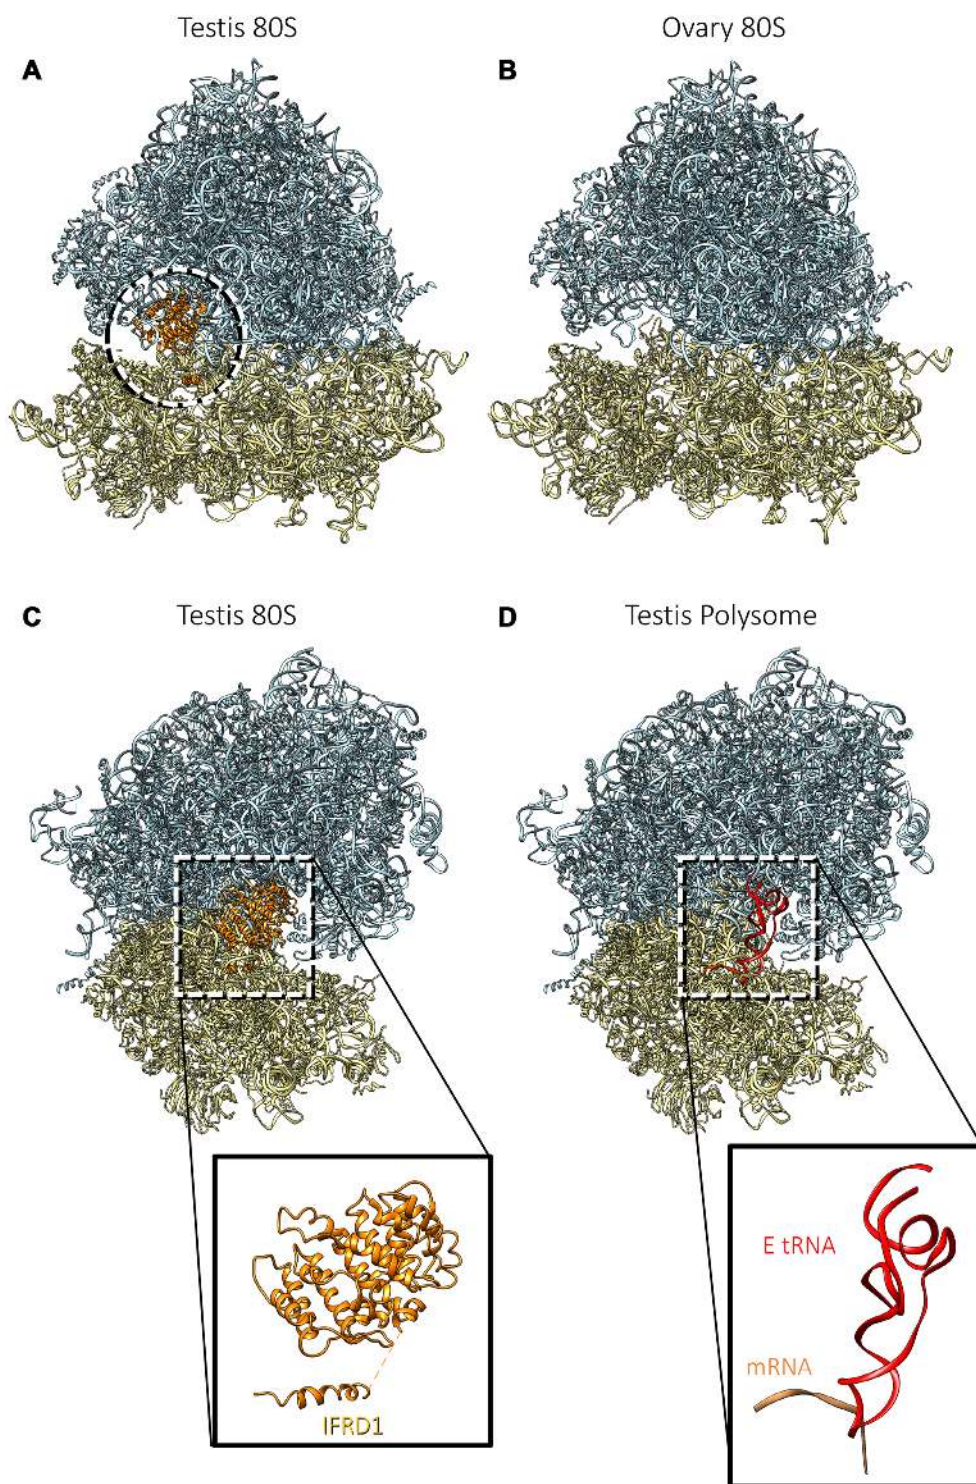 Testis 80S
Ovary 80S
A
B
Testis 80S
Testis Polysome
C
D
IFRD1
E tRNA
mRNA